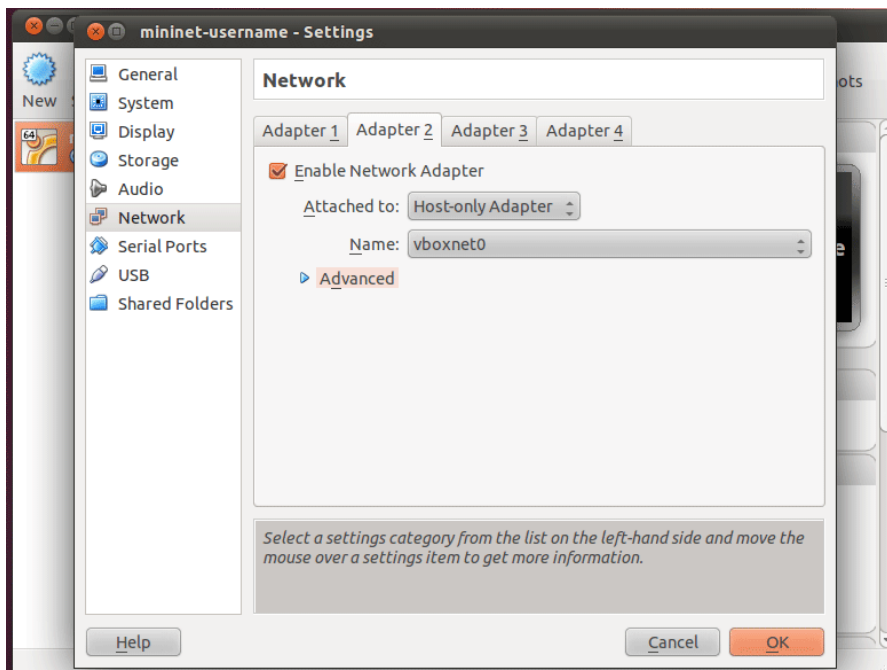 mininet-username - Settings
New
ots
64
General
System
Display
Storage
Audio
Network
Serial Ports
USB
Shared Folders
Network
Adapter 1 Adapter 2 Adapter 3 Adapter 4
Enable Network Adapter
Attached to: Host-only Adapter
Name: vboxnet0
Advanced
e
Select a settings category from the list on the left-hand side and move the
mouse over a settings item to get more information.
Help Cancel OK